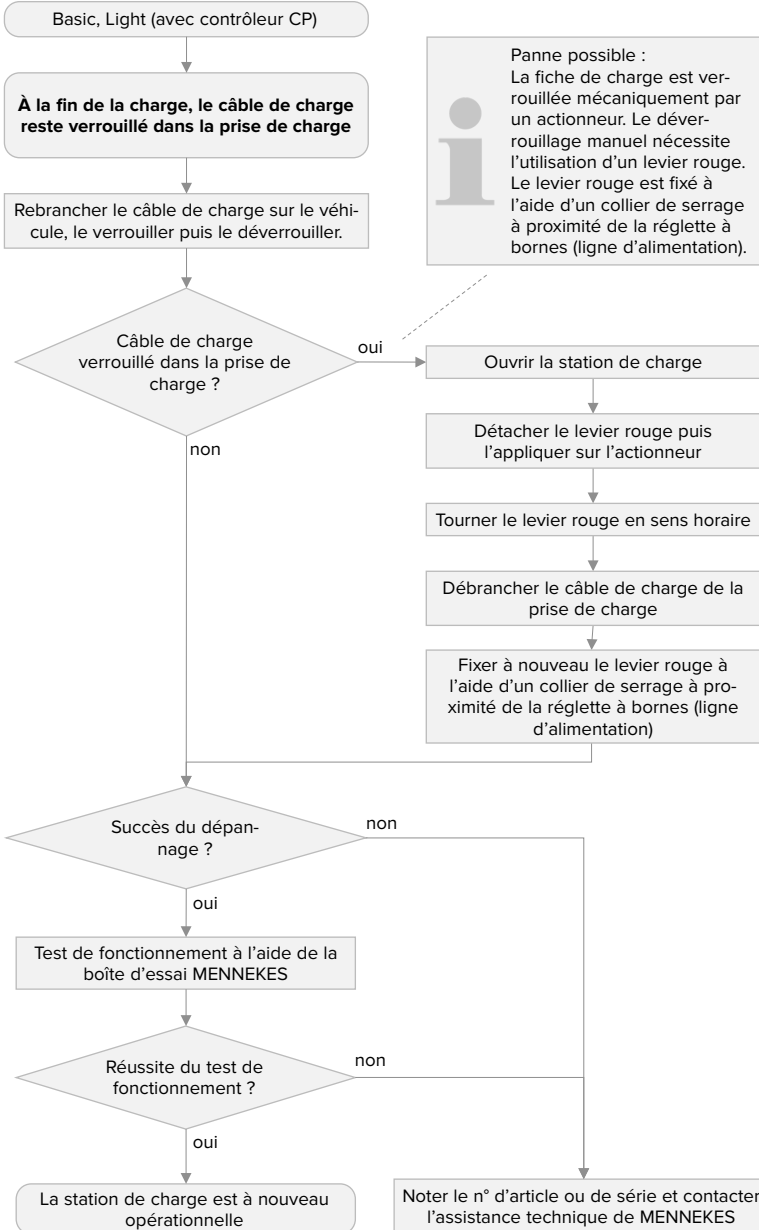 Basic, Light (avec contrôleur CP)
À la fin de la charge, le câble de charge
reste verrouillé dans la prise de charge
Rebrancher le câble de charge sur le véhi-
cule, le verrouiller puis le déverrouiller.
Panne possible :
La fiche de charge est ver-
rouillée mécaniquement par
un actionneur. Le déver-
rouillage manuel nécessite
l'utilisation d'un levier rouge.
Le levier rouge est fixé à
l'aide d'un collier de serrage
à proximité de la réglette à
bornes (ligne d'alimentation).
Câble de charge
verrouillé dans la prise de
charge ?
oui
non
Ouvrir la station de charge
Détacher le levier rouge puis
l'appliquer sur l'actionneur
Tourner le levier rouge en sens horaire
Débrancher le câble de charge de la
prise de charge
Fixer à nouveau le levier rouge à
l'aide d'un collier de serrage à pro-
ximité de la réglette à bornes (ligne
d'alimentation)
Succès du dépan-
nage ?
non
oui
Test de fonctionnement à l'aide de la
boîte d'essai MENNEKES
Réussite du test de
fonctionnement ?
non
oui
La station de charge est à nouveau
opérationnelle
Noter le n° d'article ou de série et contacter
l'assistance technique de MENNEKES